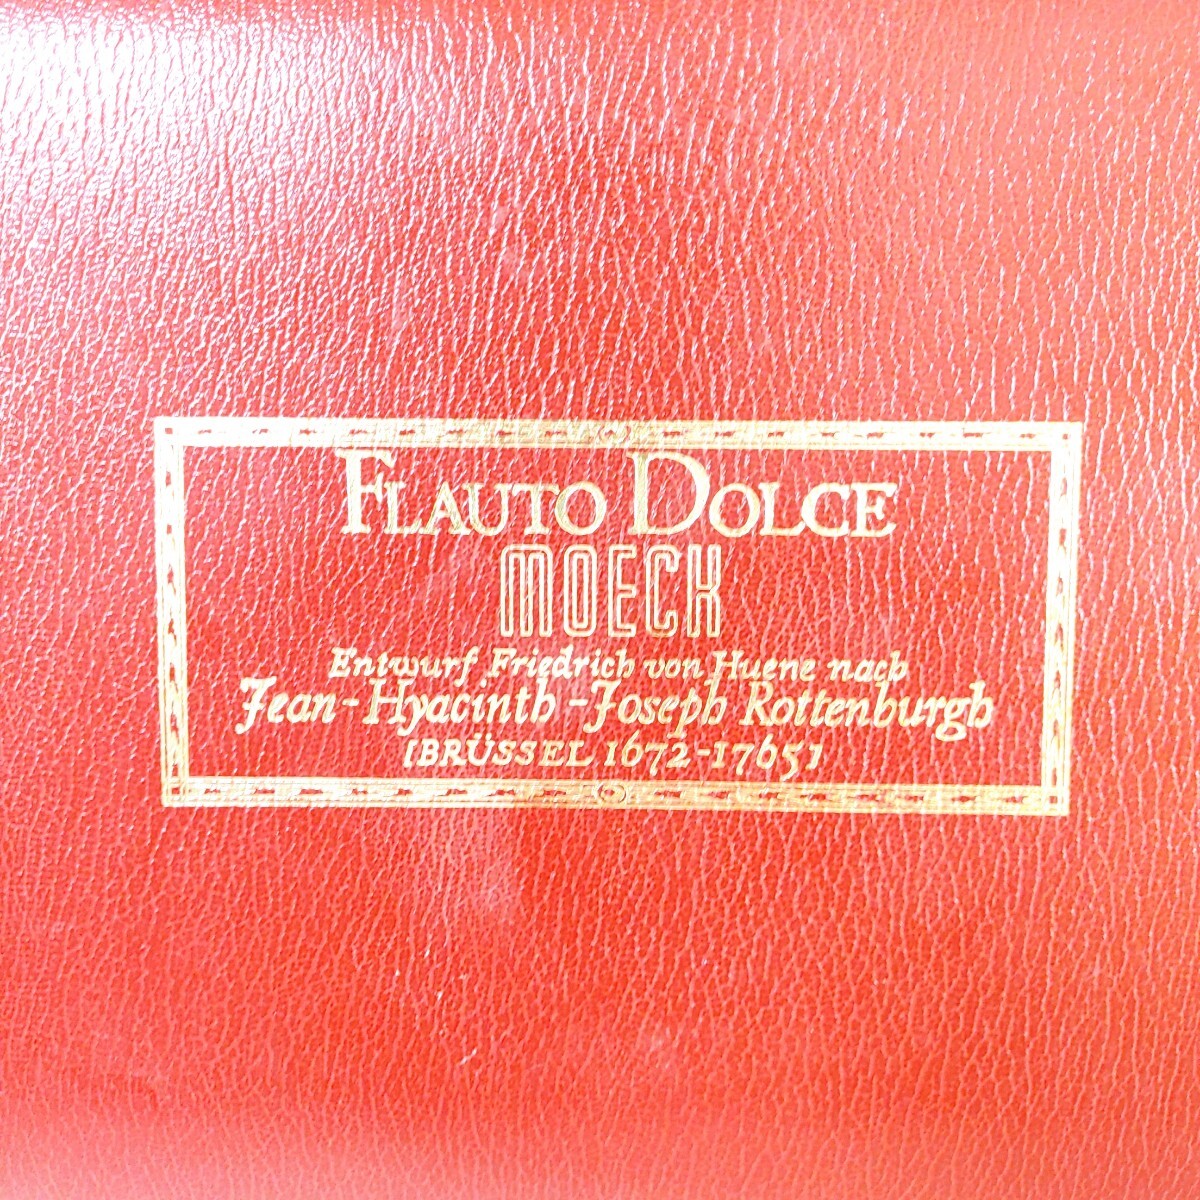 FLAUTO DOLCE
MOECK
Entwurf Friedrich von Huene nach
Jean-Hyacinth-Joseph Rottenburgh
[BRÜSSEL 1672-1765]